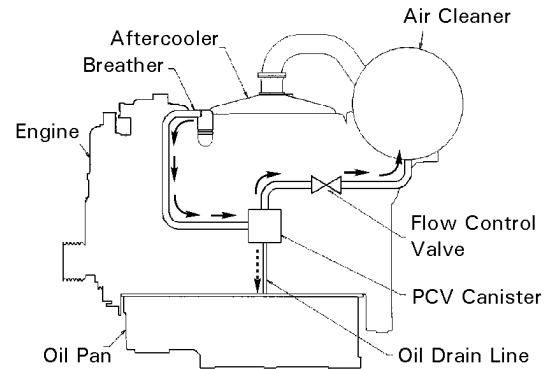 Air Cleaner
Aftercooler
Breather
Engine
Flow Control
Valve
PCV Canister
Oil Pan
Oil Drain Line